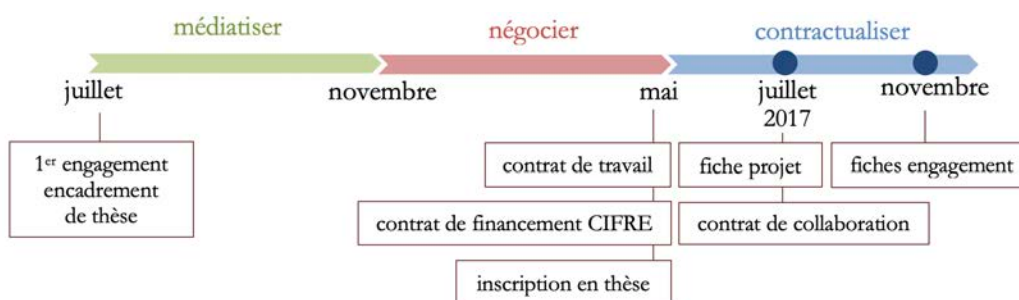 médiatiser négocier contractualiser
juillet novembre mai juillet novembre
2017
1er engagement
encadrement
de thèse
contrat de travail
fiche projet
fiches engagement
contrat de financement CIFRE
contrat de collaboration
inscription en thèse